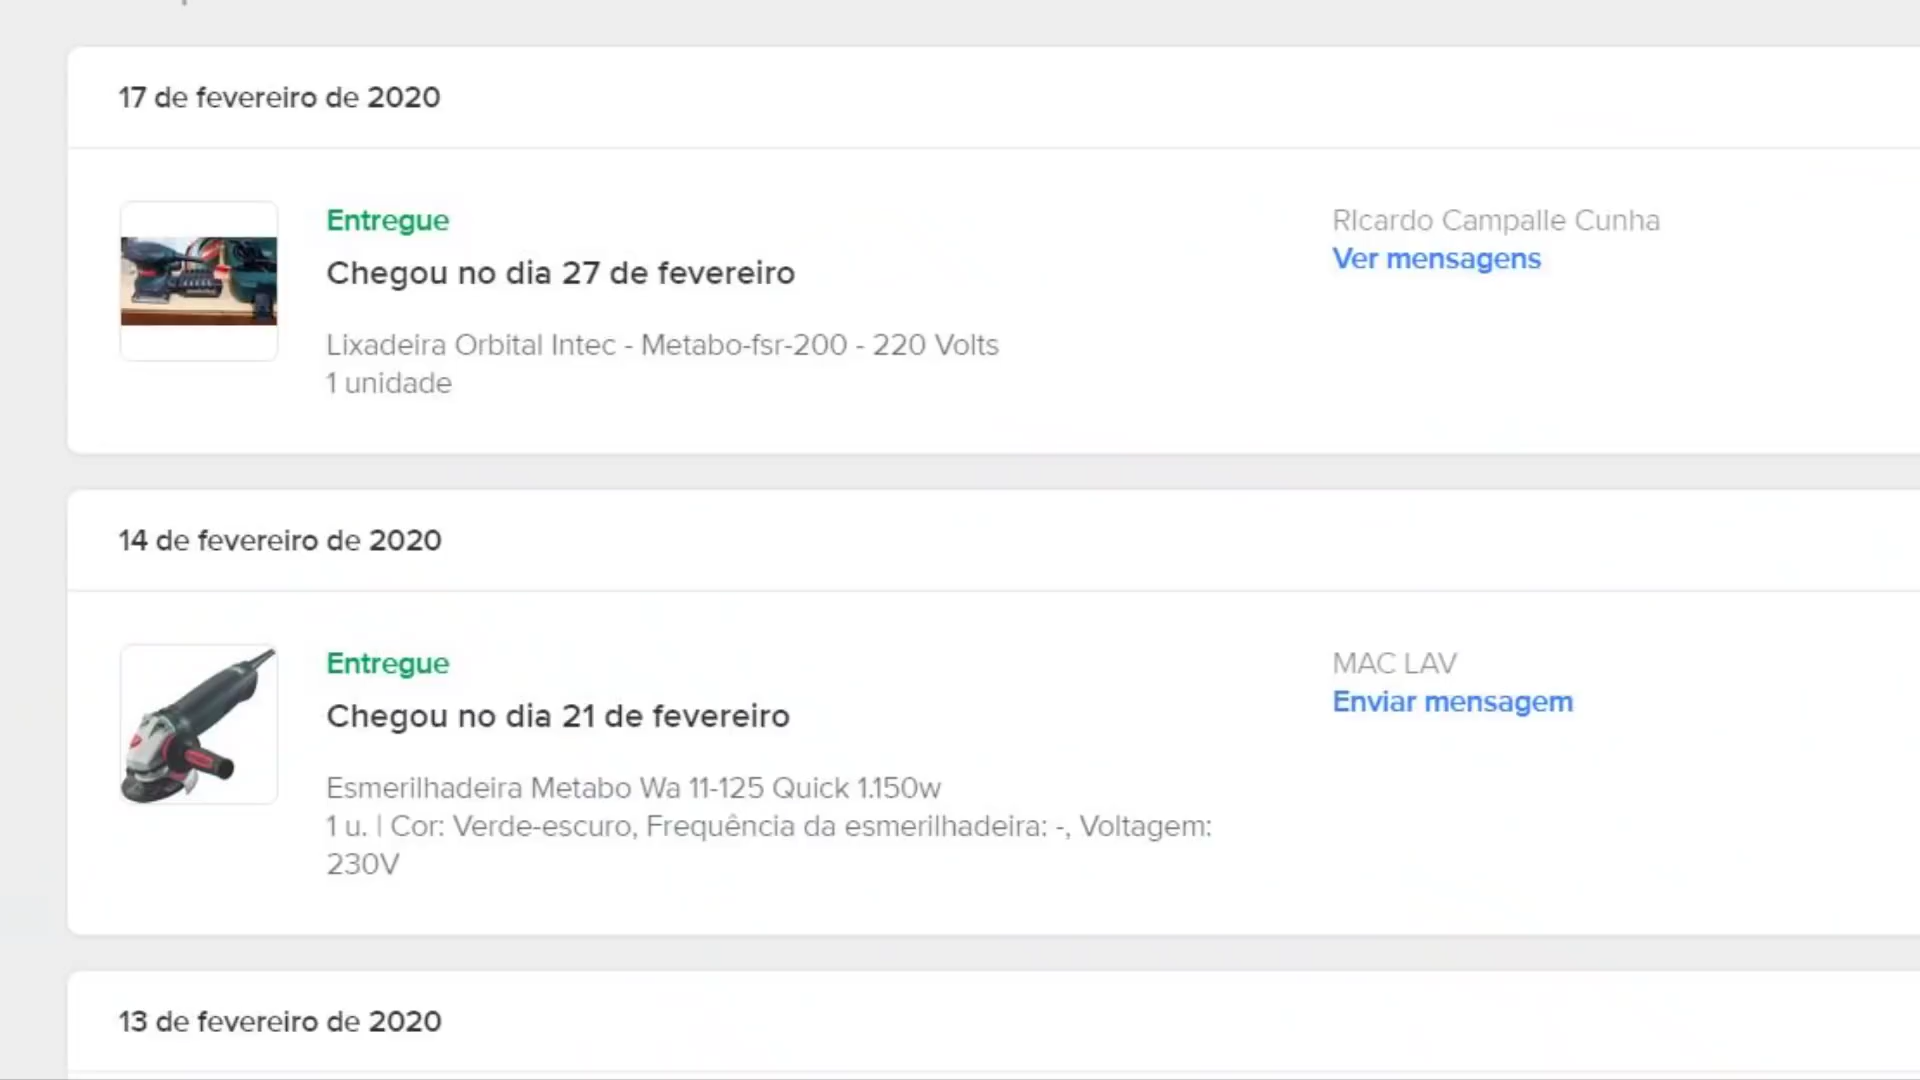 17 de fevereiro de 2020
Entregue
Chegou no dia 27 de fevereiro
Lixadeira Orbital Intec - Metabo-fsr-200 - 220 Volts
1 unidade
RIcardo Campalle Cunha
Ver mensagens
14 de fevereiro de 2020
Entregue
Chegou no dia 21 de fevereiro
Esmerilhadeira Metabo Wa 11-125 Quick 1.150w
1 u. | Cor: Verde-escuro, Frequência da esmerilhadeira: -, Voltagem:
230V
MAC LAV
Enviar mensagem
13 de fevereiro de 2020